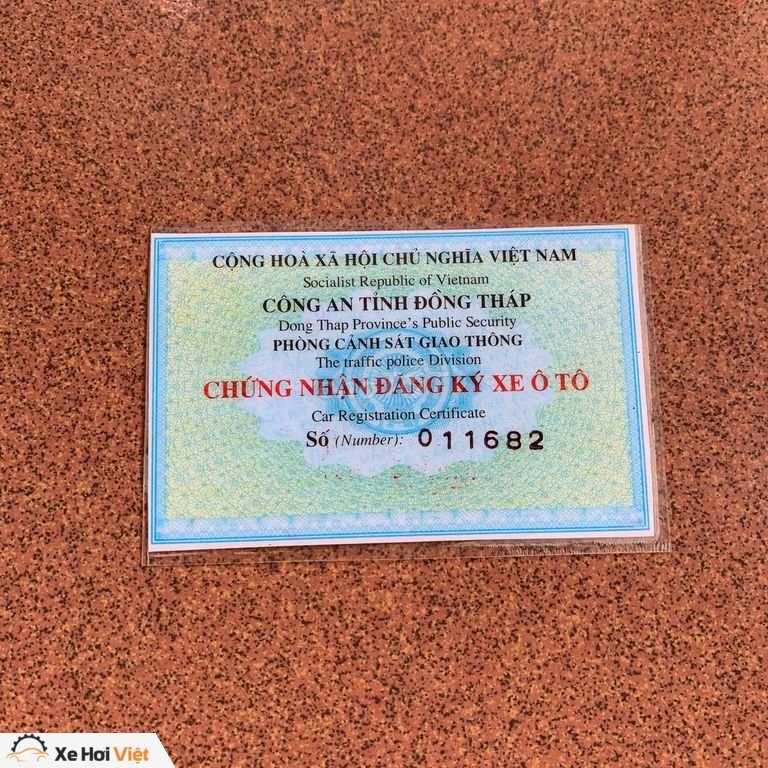 CỘNG HOÀ XÃ HỘI CHỦ NGHĨA VIỆT NAM
Socialist Republic of Vietnam
CÔNG AN TỈNH ĐỒNG THÁP
Dong Thap Province's Public Security
PHÒNG CẢNH SÁT GIAO THÔNG
The traffic police Division
CHỨNG NHẬN ĐĂNG KÝ XE Ô TÔ
Car Registration Certificate
Số (Number): 011682
Xe Hơi Việt